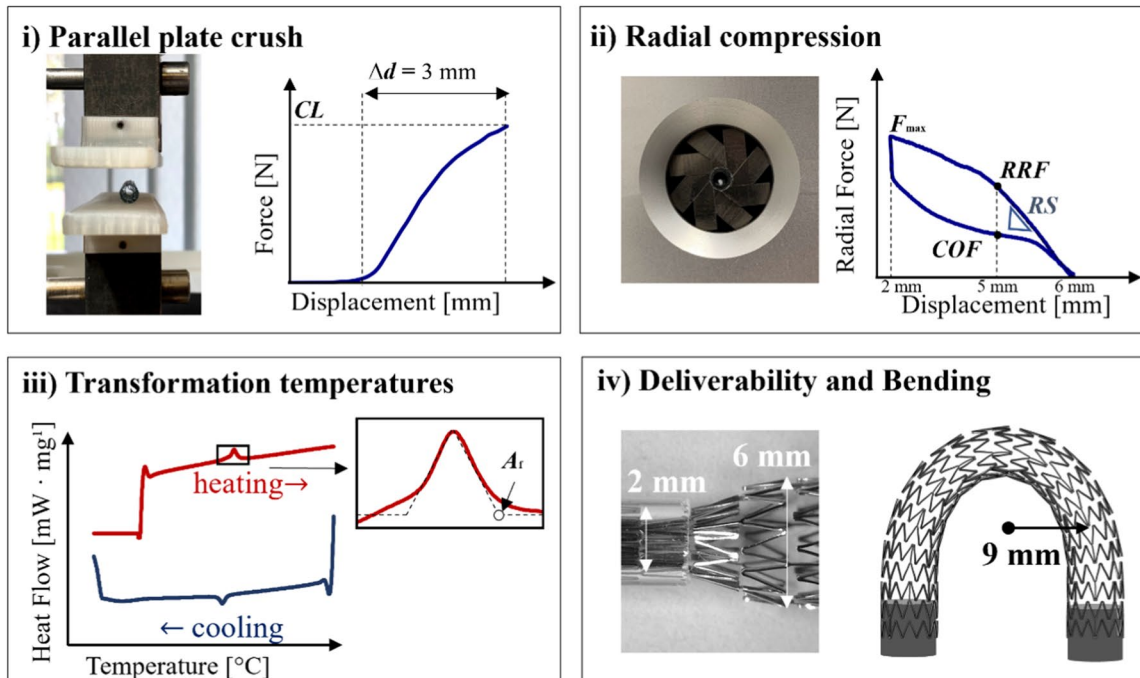 i) Parallel plate crush
Δd = 3 mm
CL
Force [N]
Displacement [mm]
ii) Radial compression
Fmax
RRF
RS
COF
Radial Force [N]
2 mm 5 mm 6 mm
Displacement [mm]
iii) Transformation temperatures
Af
heating→
← cooling
Heat Flow [mW · mg¹]
Temperature [°C]
iv) Deliverability and Bending
6 mm
2 mm
9 mm